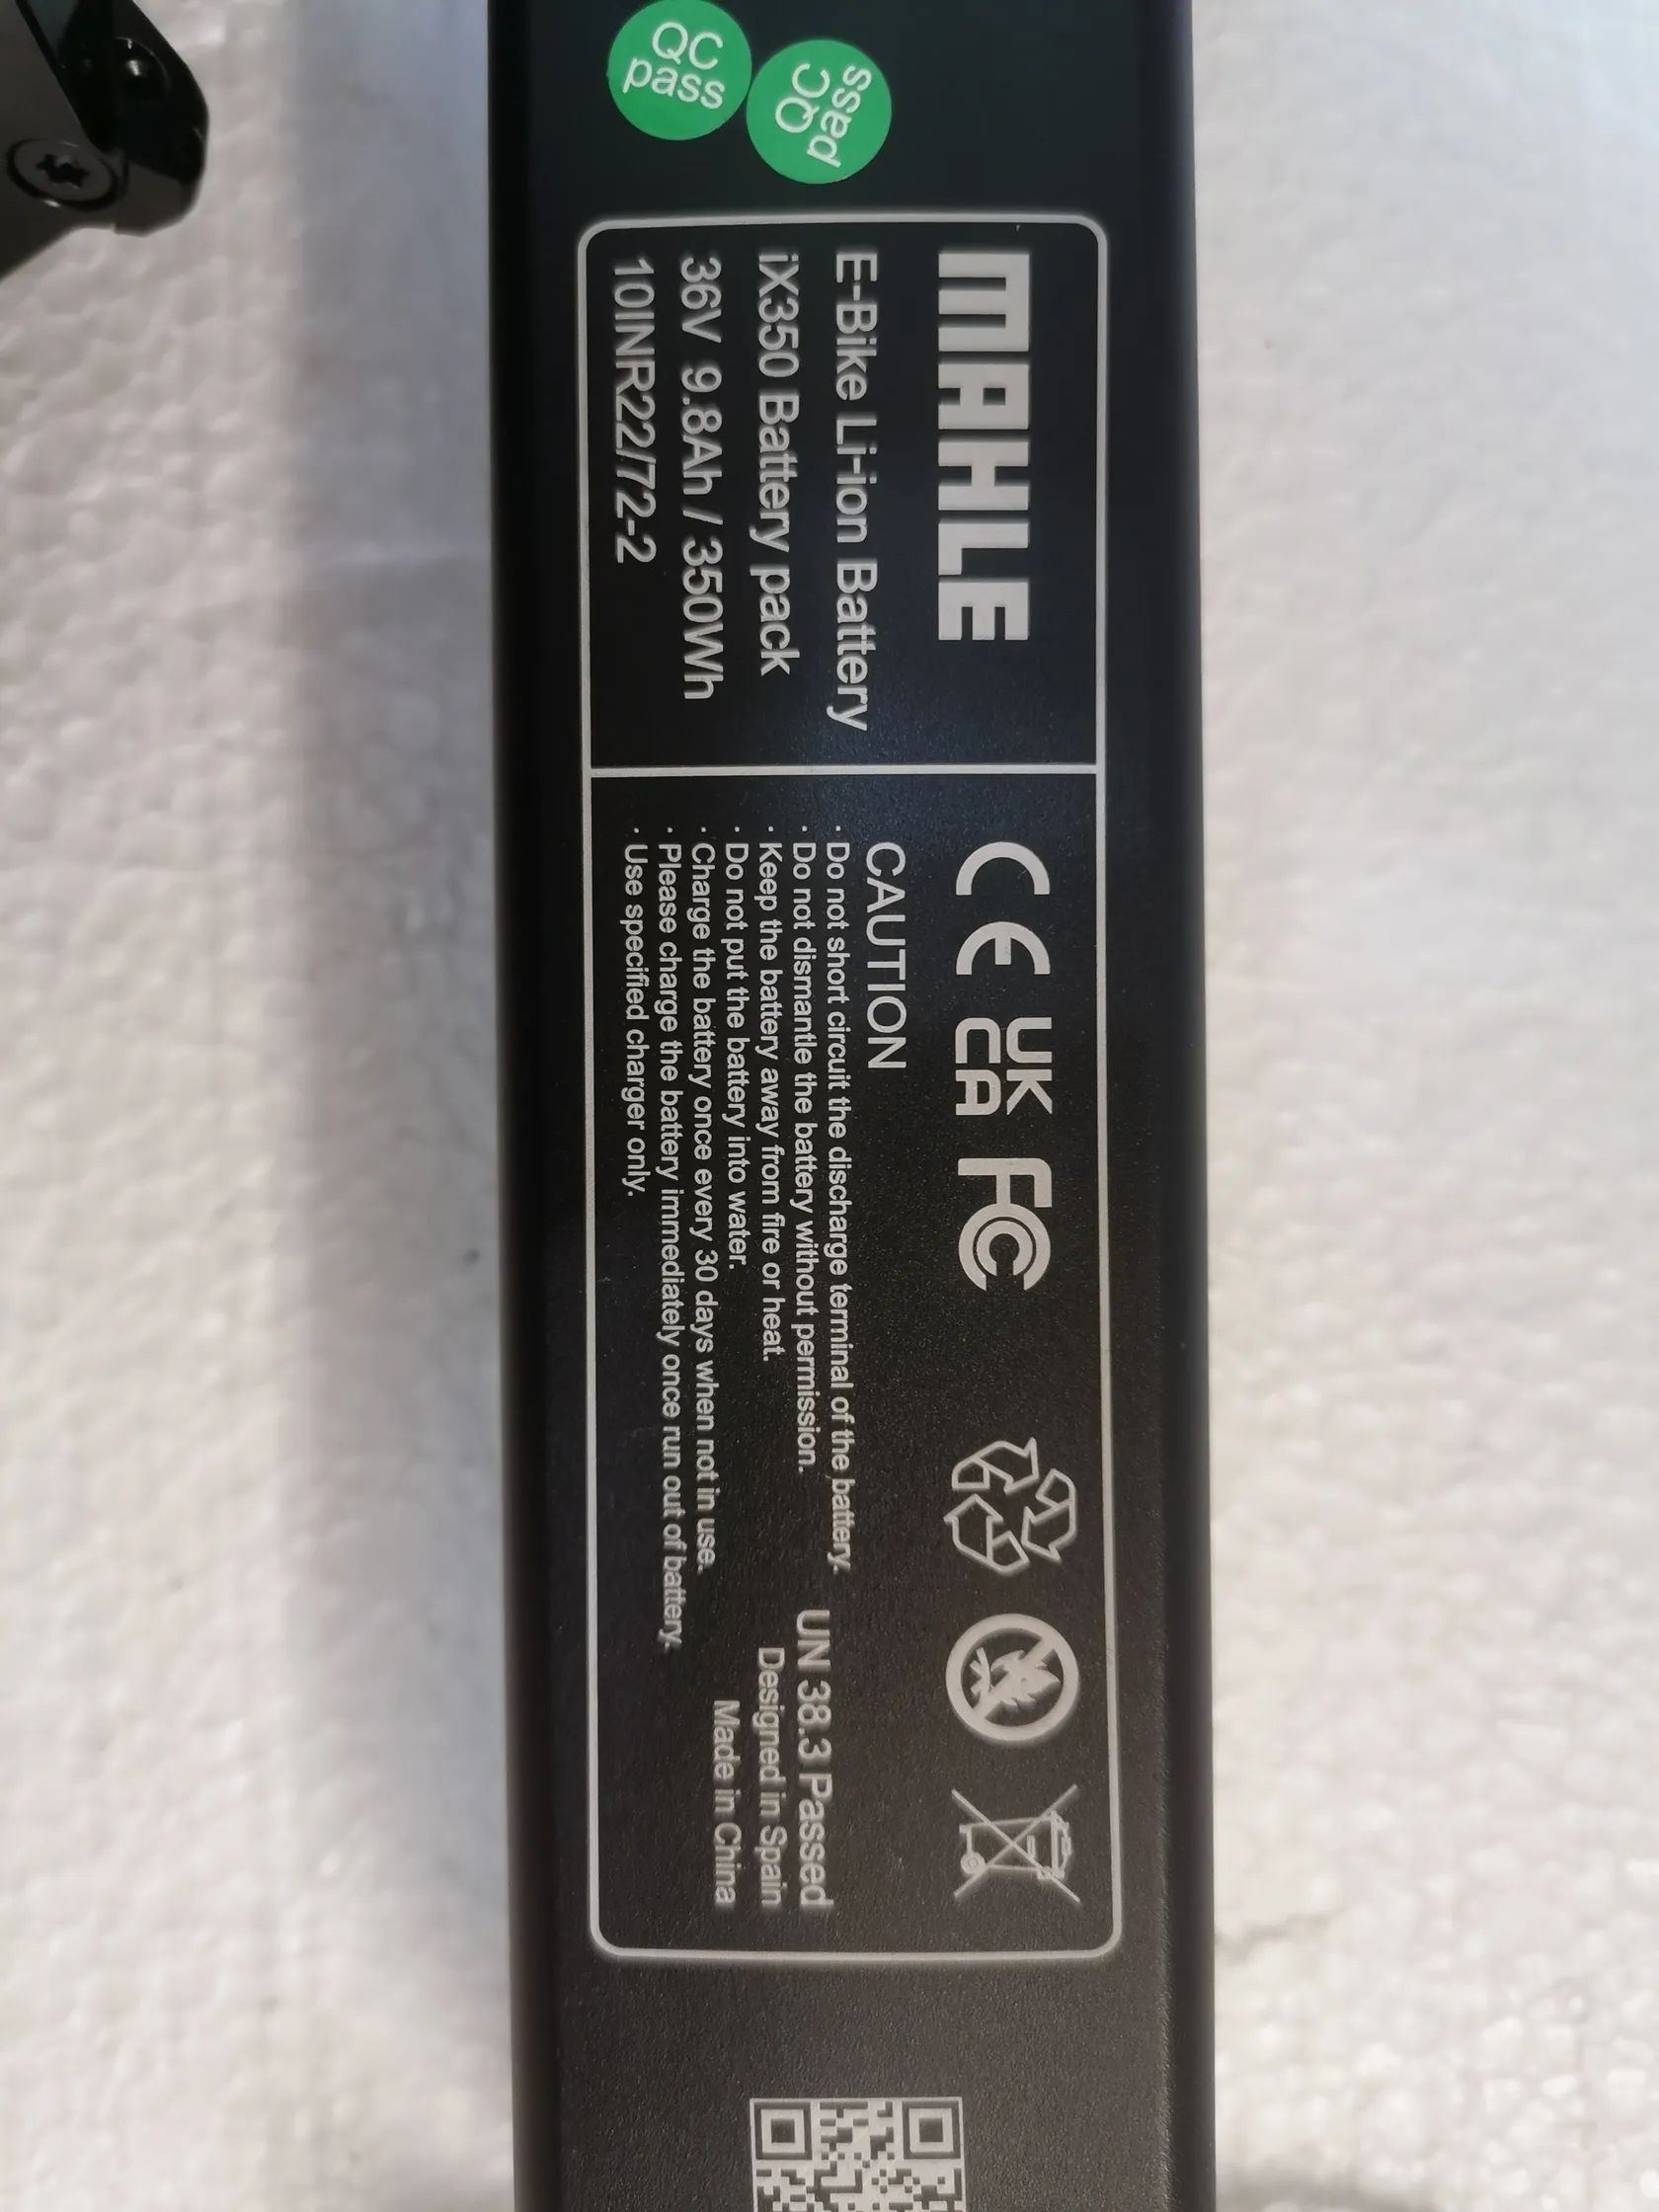 QC
pass
QC
pass
MAHLE
E-Bike Li-ion Battery
iX350 Battery pack
36V 9.8Ah / 350Wh
10INR22/72-2
CE UK CA FC
CAUTION
· Do not short circuit the discharge terminal of the battery.
· Do not dismantle the battery without permission.
· Keep the battery away from fire or heat.
· Do not put the battery into water.
· Charge the battery once every 30 days when not in use.
· Please charge the battery immediately once run out of battery.
· Use specified charger only.
UN 38.3 Passed
Designed in Spain
Made in China